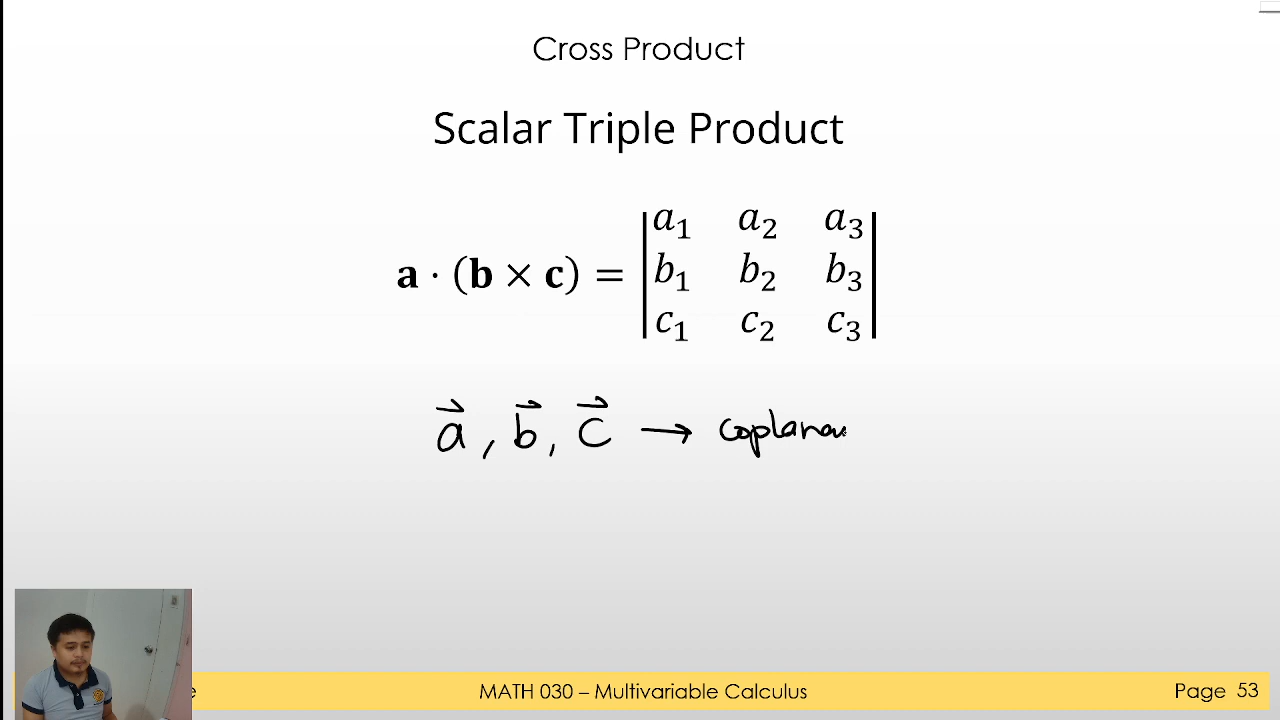 Cross Product
Scalar Triple Product
𝐚 · (𝐛 × 𝐜) = | a₁ a₂ a₃ |
| b₁ b₂ b₃ |
| c₁ c₂ c₃ |
a⃗, b⃗, c⃗ → coplanar
MATH 030 – Multivariable Calculus
Page 53